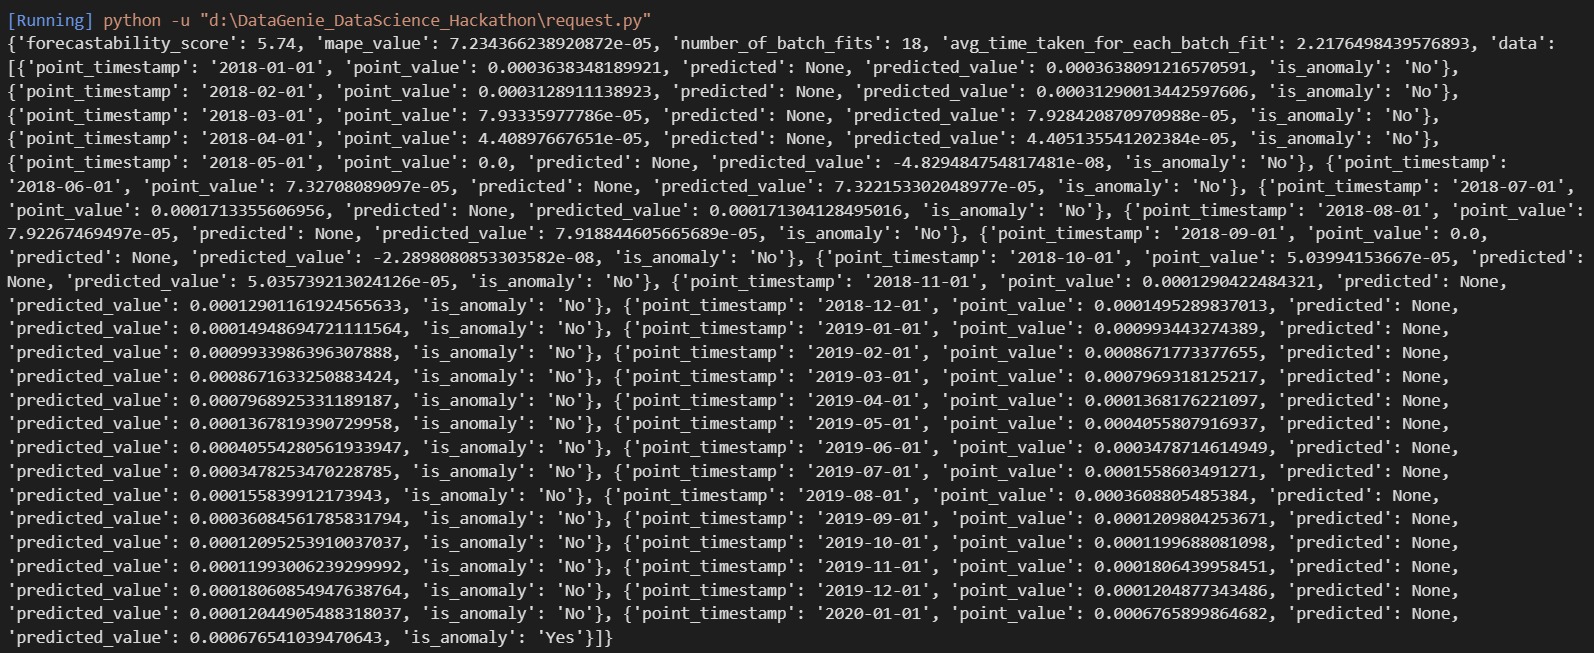 [Running] python -u "d:\DataGenie_DataScience_Hackathon\request.py"
{'forecastability_score': 5.74, 'mape_value': 7.234366238920872e-05, 'number_of_batch_fits': 18, 'avg_time_taken_for_each_batch_fit': 2.2176498439576893, 'data':
[{'point_timestamp': '2018-01-01', 'point_value': 0.0003638348189921, 'predicted': None, 'predicted_value': 0.0003638091216570591, 'is_anomaly': 'No'},
{'point_timestamp': '2018-02-01', 'point_value': 0.0003128911138923, 'predicted': None, 'predicted_value': 0.00031290013442597606, 'is_anomaly': 'No'},
{'point_timestamp': '2018-03-01', 'point_value': 7.93335977786e-05, 'predicted': None, 'predicted_value': 7.928420870970988e-05, 'is_anomaly': 'No'},
{'point_timestamp': '2018-04-01', 'point_value': 4.40897667651e-05, 'predicted': None, 'predicted_value': 4.405135541202384e-05, 'is_anomaly': 'No'},
{'point_timestamp': '2018-05-01', 'point_value': 0.0, 'predicted': None, 'predicted_value': -4.829484754817481e-08, 'is_anomaly': 'No'}, {'point_timestamp':
'2018-06-01', 'point_value': 7.32708089097e-05, 'predicted': None, 'predicted_value': 7.322153302048977e-05, 'is_anomaly': 'No'}, {'point_timestamp': '2018-07-01',
'point_value': 0.0001713355606956, 'predicted': None, 'predicted_value': 0.000171304128495016, 'is_anomaly': 'No'}, {'point_timestamp': '2018-08-01', 'point_value':
7.92267469497e-05, 'predicted': None, 'predicted_value': 7.918844605665689e-05, 'is_anomaly': 'No'}, {'point_timestamp': '2018-09-01', 'point_value': 0.0,
'predicted': None, 'predicted_value': -2.2898080853303582e-08, 'is_anomaly': 'No'}, {'point_timestamp': '2018-10-01', 'point_value': 5.03994153667e-05, 'predicted':
None, 'predicted_value': 5.035739213024126e-05, 'is_anomaly': 'No'}, {'point_timestamp': '2018-11-01', 'point_value': 0.0001290422484321, 'predicted': None,
'predicted_value': 0.00012901161924565633, 'is_anomaly': 'No'}, {'point_timestamp': '2018-12-01', 'point_value': 0.0001495289837013, 'predicted': None,
'predicted_value': 0.00014948694721111564, 'is_anomaly': 'No'}, {'point_timestamp': '2019-01-01', 'point_value': 0.000993443274389, 'predicted': None,
'predicted_value': 0.0009933986396307888, 'is_anomaly': 'No'}, {'point_timestamp': '2019-02-01', 'point_value': 0.0008671773377655, 'predicted': None,
'predicted_value': 0.0008671633250883424, 'is_anomaly': 'No'}, {'point_timestamp': '2019-03-01', 'point_value': 0.0007969318125217, 'predicted': None,
'predicted_value': 0.0007968925331189187, 'is_anomaly': 'No'}, {'point_timestamp': '2019-04-01', 'point_value': 0.0001368176221097, 'predicted': None,
'predicted_value': 0.0001367819390729958, 'is_anomaly': 'No'}, {'point_timestamp': '2019-05-01', 'point_value': 0.0004055807916937, 'predicted': None,
'predicted_value': 0.00040554280561933947, 'is_anomaly': 'No'}, {'point_timestamp': '2019-06-01', 'point_value': 0.0003478714614949, 'predicted': None,
'predicted_value': 0.0003478253470228785, 'is_anomaly': 'No'}, {'point_timestamp': '2019-07-01', 'point_value': 0.0001558603491271, 'predicted': None,
'predicted_value': 0.000155839912173943, 'is_anomaly': 'No'}, {'point_timestamp': '2019-08-01', 'point_value': 0.0003608805485384, 'predicted': None,
'predicted_value': 0.00036084561785831794, 'is_anomaly': 'No'}, {'point_timestamp': '2019-09-01', 'point_value': 0.0001209804253671, 'predicted': None,
'predicted_value': 0.00012095253910037037, 'is_anomaly': 'No'}, {'point_timestamp': '2019-10-01', 'point_value': 0.0001199688081098, 'predicted': None,
'predicted_value': 0.00011993006239299992, 'is_anomaly': 'No'}, {'point_timestamp': '2019-11-01', 'point_value': 0.0001806439958451, 'predicted': None,
'predicted_value': 0.00018060854947638764, 'is_anomaly': 'No'}, {'point_timestamp': '2019-12-01', 'point_value': 0.0001204877343486, 'predicted': None,
'predicted_value': 0.00012044905488318037, 'is_anomaly': 'No'}, {'point_timestamp': '2020-01-01', 'point_value': 0.0006765899864682, 'predicted': None,
'predicted_value': 0.000676541039470643, 'is_anomaly': 'Yes'}]}